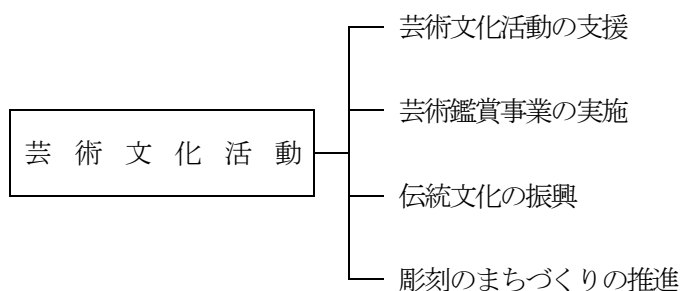 芸術文化活動
芸術文化活動の支援
芸術鑑賞事業の実施
伝統文化の振興
彫刻のまちづくりの推進